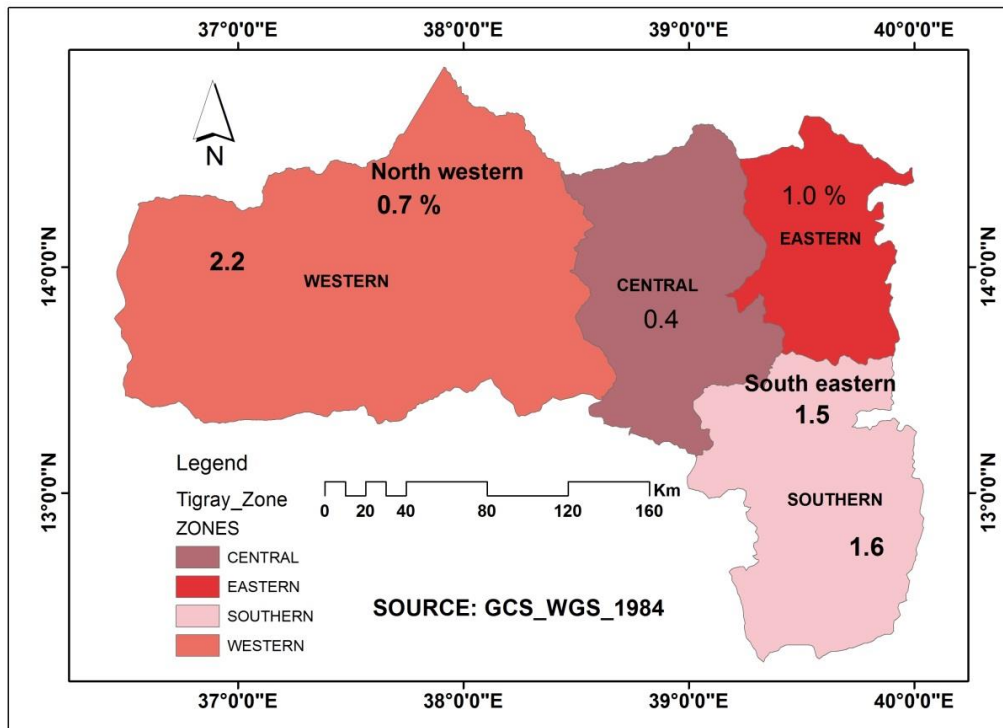 37°0'0"E 38°0'0"E 39°0'0"E 40°0'0"E
N
North western
0.7 %
1.0 %
EASTERN
14°0'0"N
14°0'0"N
2.2
WESTERN
CENTRAL
0.4
South eastern
1.5
Legend
Tigray_Zone
ZONES
Km
0 20 40 80 120 160
13°0'0"N
13°0'0"N
SOUTHERN
1.6
CENTRAL
EASTERN
SOUTHERN
WESTERN
SOURCE: GCS_WGS_1984
37°0'0"E 38°0'0"E 39°0'0"E 40°0'0"E